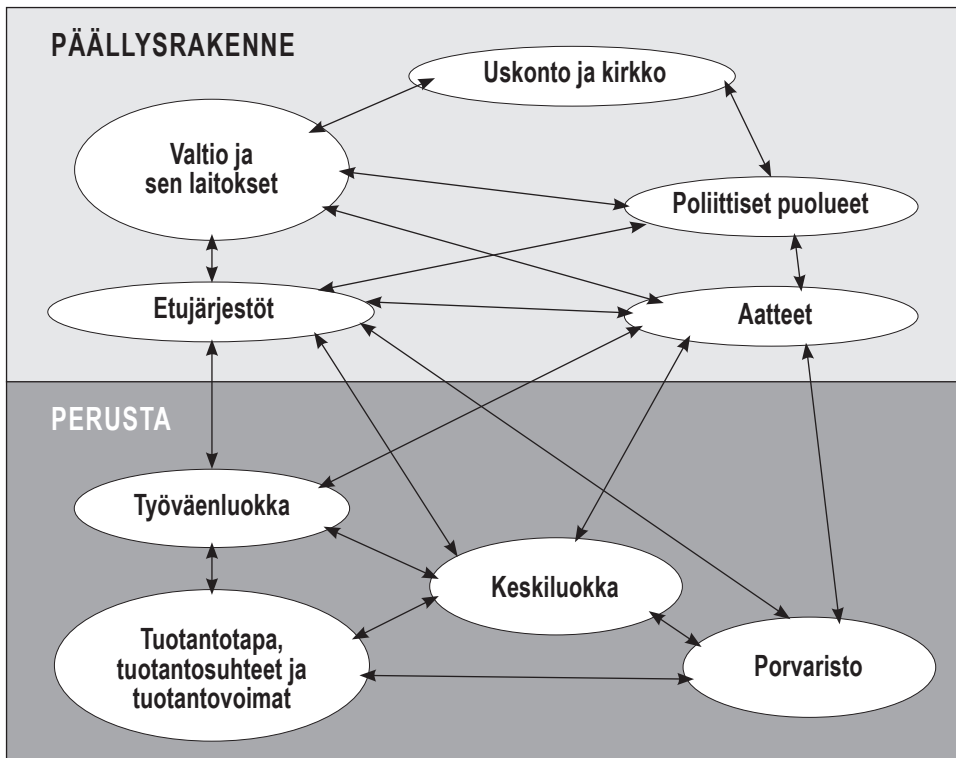 PÄÄLLYSRAKENNE
Uskonto ja kirkko
Valtio ja
sen laitokset
Poliittiset puolueet
Etujärjestöt
Aatteet
PERUSTA
Työväenluokka
Keskiluokka
Tuotantotapa,
tuotantosuhteet ja
tuotantovoimat
Porvaristo